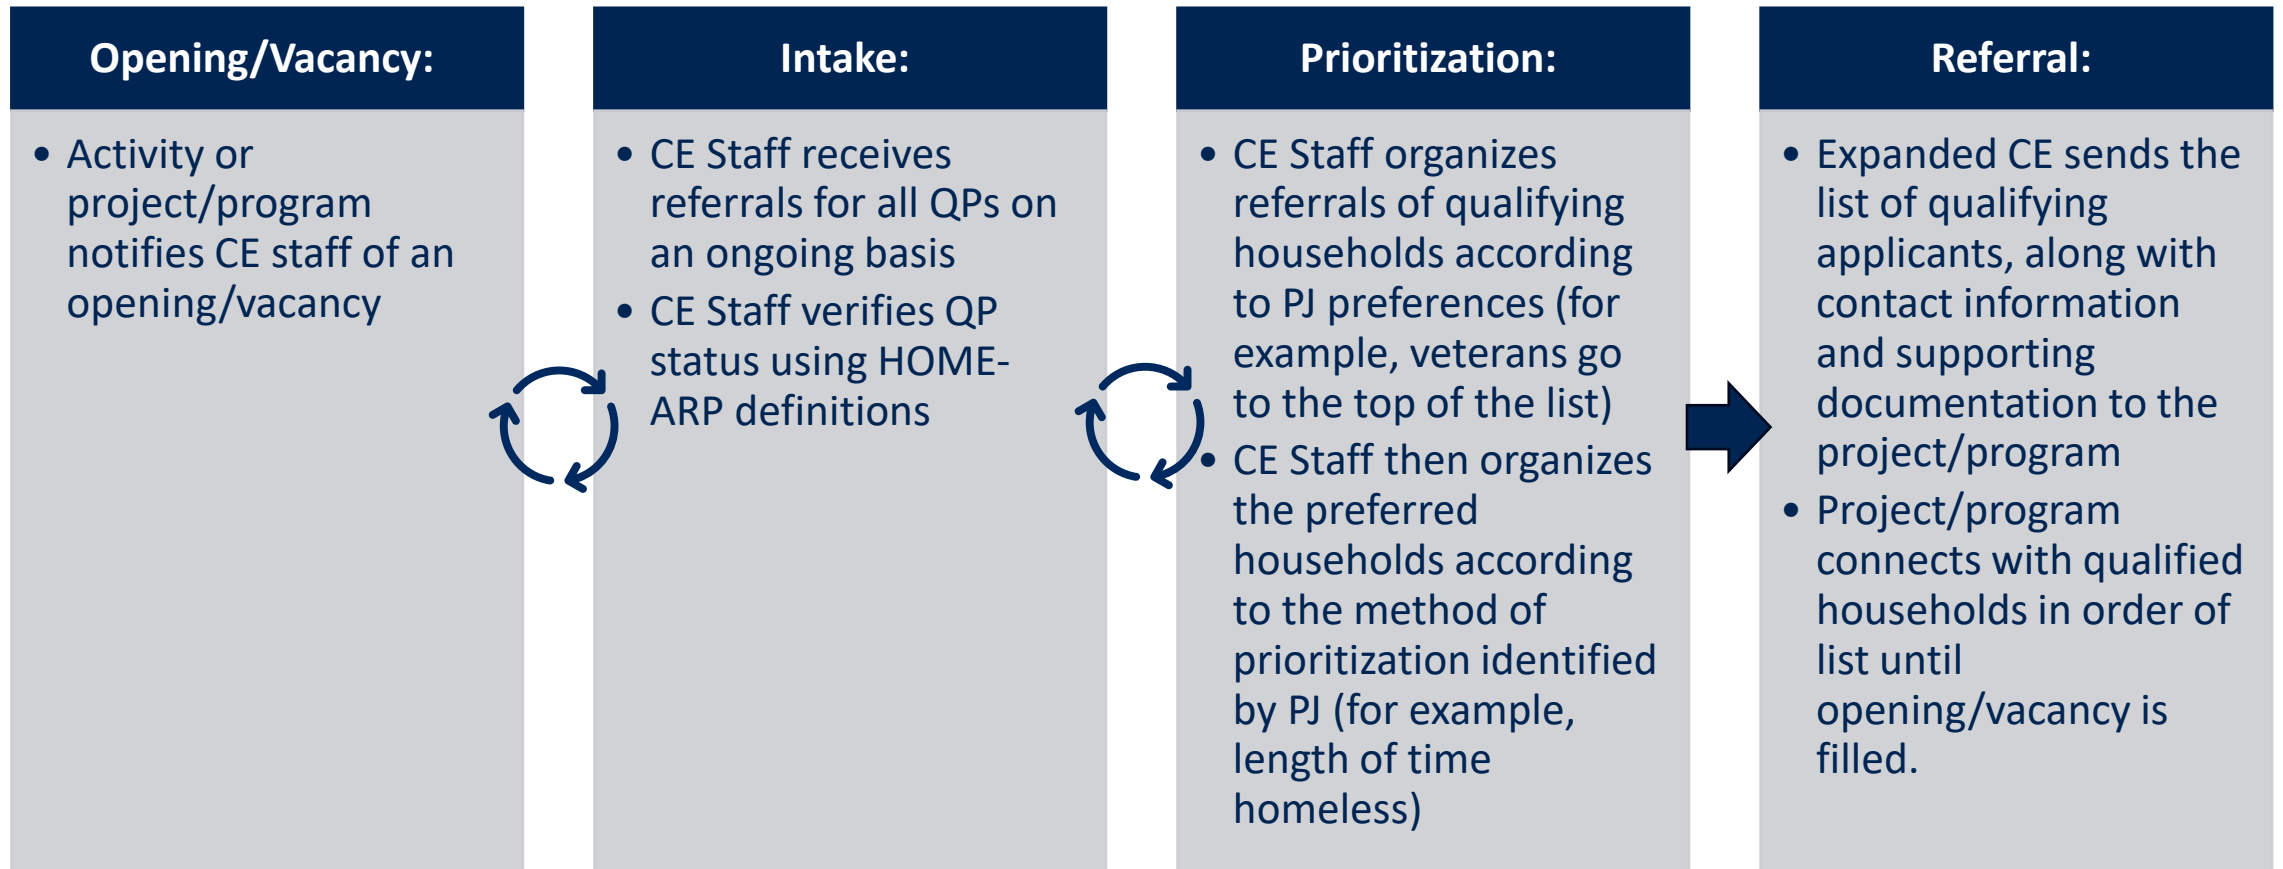 Opening/Vacancy:
• Activity or
project/program
notifies CE staff of an
opening/vacancy
Intake:
• CE Staff receives
referrals for all QPs on
an ongoing basis
• CE Staff verifies QP
status using HOME-
ARP definitions
Prioritization:
• CE Staff organizes
referrals of qualifying
households according
to PJ preferences (for
example, veterans go
to the top of the list)
• CE Staff then organizes
the preferred
households according
to the method of
prioritization identified
by PJ (for example,
length of time
homeless)
Referral:
• Expanded CE sends the
list of qualifying
applicants, along with
contact information
and supporting
documentation to the
project/program
• Project/program
connects with qualified
households in order of
list until
opening/vacancy is
filled.